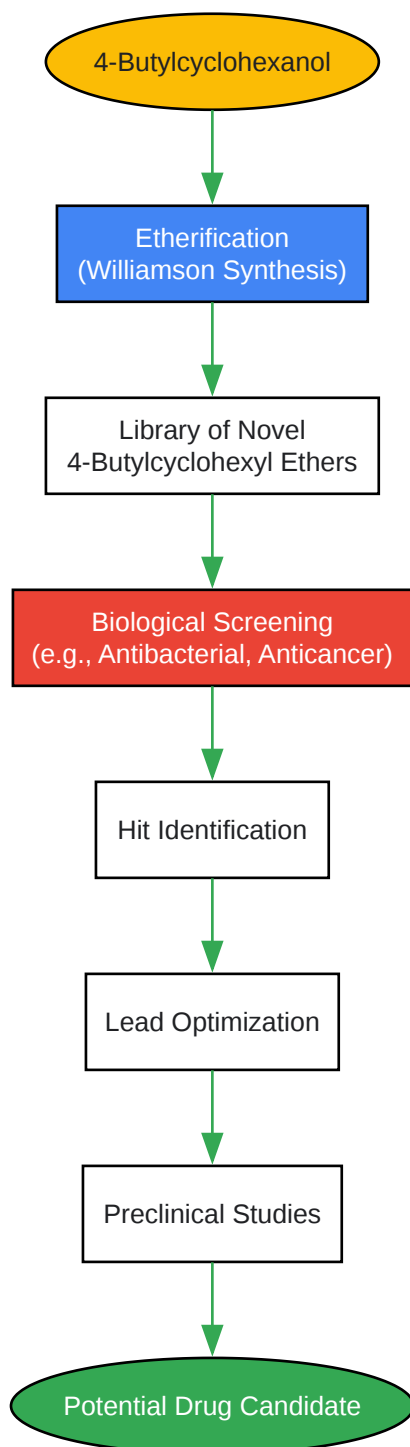 4-Butylcyclohexanol
Etherification
(Williamson Synthesis)
Library of Novel
4-Butylcyclohexyl Ethers
Biological Screening
(e.g., Antibacterial, Anticancer)
Hit Identification
Lead Optimization
Preclinical Studies
Potential Drug Candidate